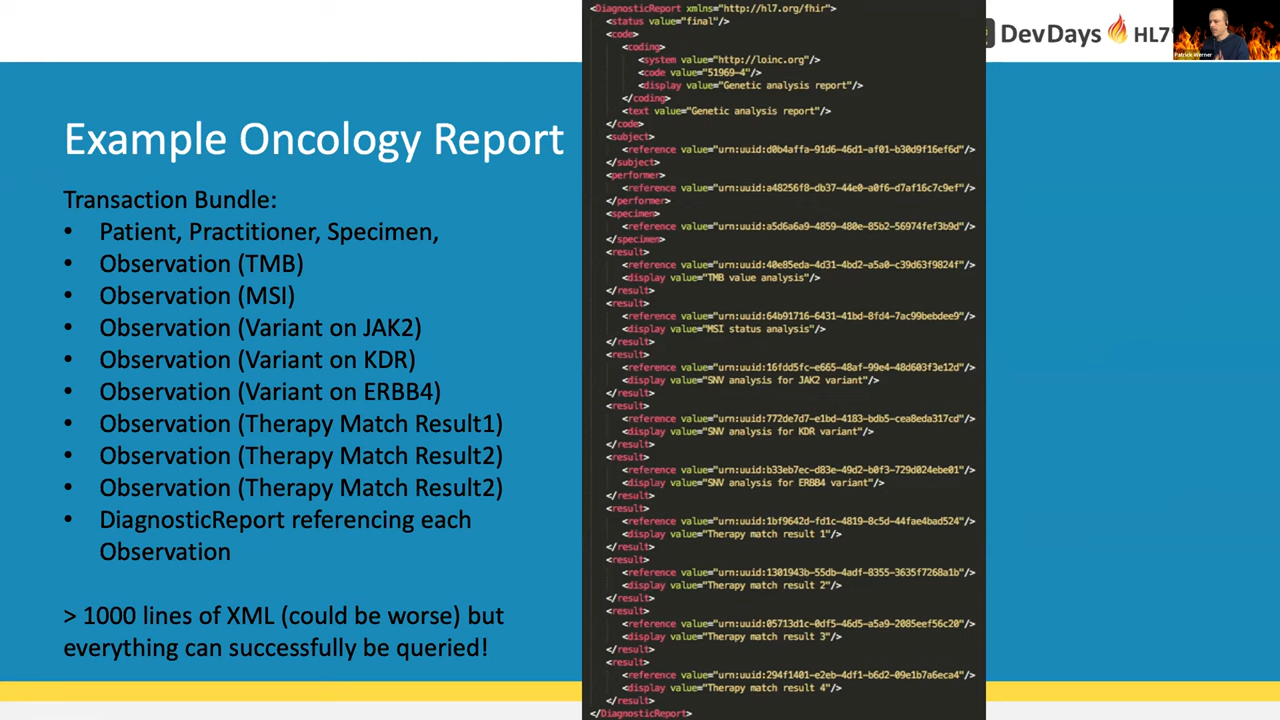 DevDays HL7
Patrick Werner
Example Oncology Report
Transaction Bundle:
• Patient, Practitioner, Specimen,
• Observation (TMB)
• Observation (MSI)
• Observation (Variant on JAK2)
• Observation (Variant on KDR)
• Observation (Variant on ERBB4)
• Observation (Therapy Match Result1)
• Observation (Therapy Match Result2)
• Observation (Therapy Match Result2)
• DiagnosticReport referencing each
Observation
> 1000 lines of XML (could be worse) but
everything can successfully be queried!
<DiagnosticReport xmlns="http://hl7.org/fhir">
<status value="final"/>
<code>
<coding>
<system value="http://loinc.org"/>
<code value="51969-4"/>
<display value="Genetic analysis report"/>
</coding>
<text value="Genetic analysis report"/>
</code>
<subject>
<reference value="urn:uuid:d0b4affa-91d6-46d1-af01-b30d9f16ef6d"/>
</subject>
<performer>
<reference value="urn:uuid:a48256f8-db37-44e0-a0f6-d7af16c7c9ef"/>
</performer>
<specimen>
<reference value="urn:uuid:a5d6a6a9-4859-480e-85b2-56974fef3b9d"/>
</specimen>
<result>
<reference value="urn:uuid:40e85eda-4d31-4bd2-a5a0-c39d63f9824f"/>
<display value="TMB value analysis"/>
</result>
<result>
<reference value="urn:uuid:64b91716-6431-41bd-8fd4-7ac99bebdee9"/>
<display value="MSI status analysis"/>
</result>
<result>
<reference value="urn:uuid:16fdd5fc-e665-48af-99e4-48d603f3e12d"/>
<display value="SNV analysis for JAK2 variant"/>
</result>
<result>
<reference value="urn:uuid:772de7d7-e1bd-4183-bdb5-cea8eda317cd"/>
<display value="SNV analysis for KDR variant"/>
</result>
<result>
<reference value="urn:uuid:b33eb7ec-d83e-49d2-b0f3-729d024ebe01"/>
<display value="SNV analysis for ERBB4 variant"/>
</result>
<result>
<reference value="urn:uuid:1bf9642d-fd1c-4819-8c5d-44fae4bad524"/>
<display value="Therapy match result 1"/>
</result>
<result>
<reference value="urn:uuid:1301943b-55db-4adf-8355-3635f7268a1b"/>
<display value="Therapy match result 2"/>
</result>
<result>
<reference value="urn:uuid:05713d1c-0df5-46d5-a5a9-2085eef56c20"/>
<display value="Therapy match result 3"/>
</result>
<result>
<reference value="urn:uuid:294f1401-e2eb-4df1-b6d2-09e1b7a6eca4"/>
<display value="Therapy match result 4"/>
</result>
</DiagnosticReport>